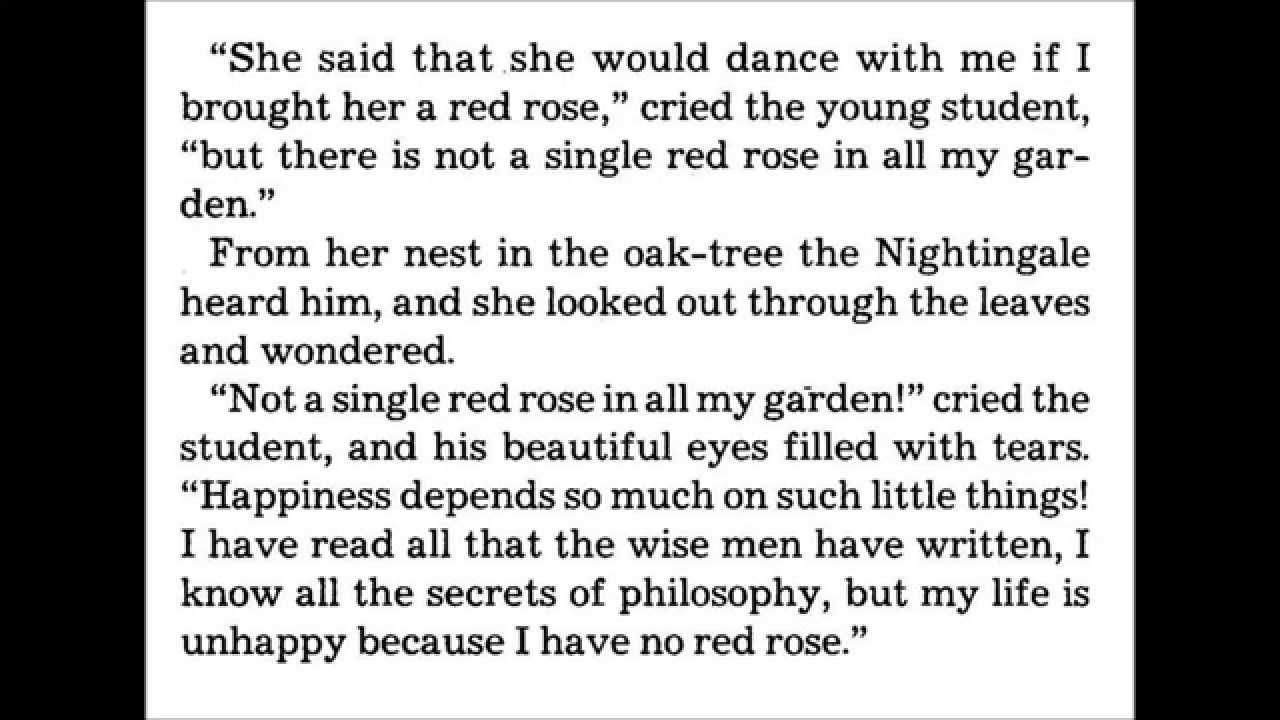 “She said that she would dance with me if I
brought her a red rose,” cried the young student,
“but there is not a single red rose in all my gar-
den.”
From her nest in the oak-tree the Nightingale
heard him, and she looked out through the leaves
and wondered.
“Not a single red rose in all my garden!” cried the
student, and his beautiful eyes filled with tears.
“Happiness depends so much on such little things!
I have read all that the wise men have written, I
know all the secrets of philosophy, but my life is
unhappy because I have no red rose.”